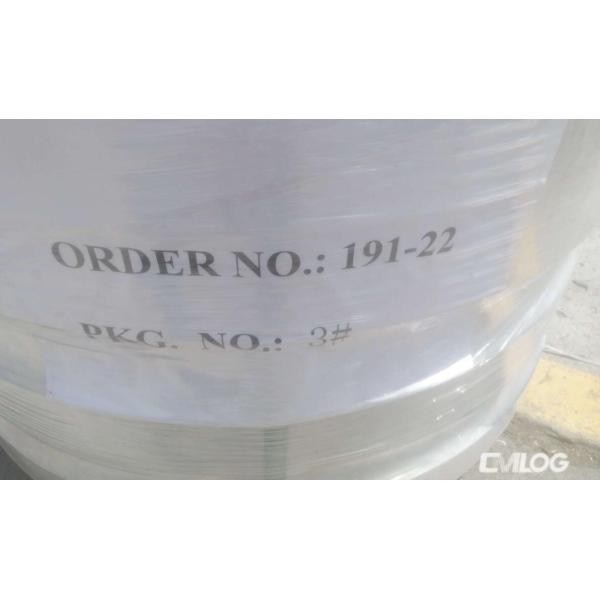 ORDER NO.: 191-22
PKG. NO.: 3#
CMLOG